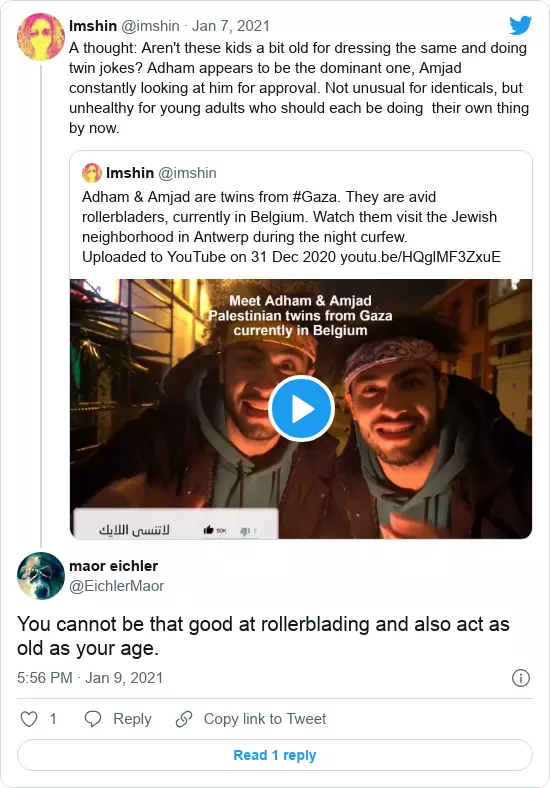 Imshin @imshin · Jan 7, 2021
A thought: Aren't these kids a bit old for dressing the same and doing
twin jokes? Adham appears to be the dominant one, Amjad
constantly looking at him for approval. Not unusual for identicals, but
unhealthy for young adults who should each be doing  their own thing
by now.
Imshin @imshin
Adham & Amjad are twins from #Gaza. They are avid
rollerbladers, currently in Belgium. Watch them visit the Jewish
neighborhood in Antwerp during the night curfew.
Uploaded to YouTube on 31 Dec 2020 youtu.be/HQglMF3ZxuE
Meet Adham & Amjad
Palestinian twins from Gaza
currently in Belgium
لاتنسى اللايك
50K
maor eichler
@EichlerMaor
You cannot be that good at rollerblading and also act as
old as your age.
5:56 PM · Jan 9, 2021
1 Reply Copy link to Tweet
Read 1 reply